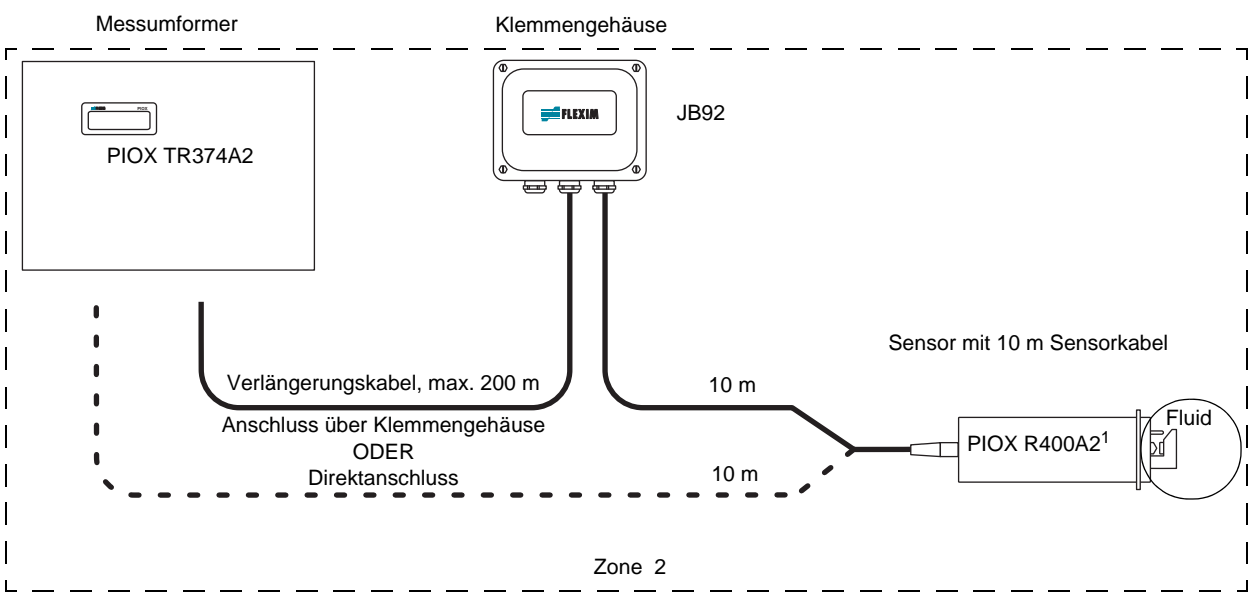 Messumformer
Klemmengehäuse
PIOX
PIOX TR374A2
FLEXIM
JB92
Sensor mit 10 m Sensorkabel
Verlängerungskabel, max. 200 m
10 m
Anschluss über Klemmengehäuse
ODER
Direktanschluss
10 m
PIOX R400A2¹
Fluid
Zone 2